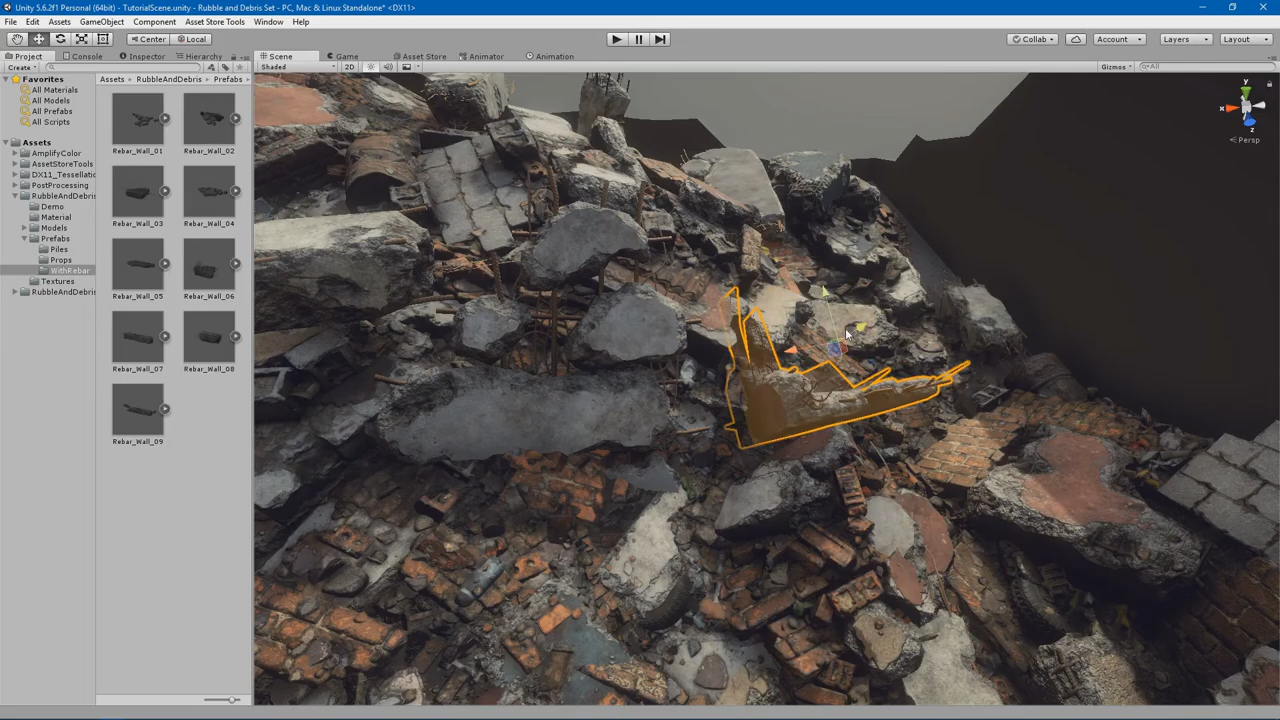 Unity 5.6.2f1 Personal (64bit) - TutorialScene.unity - Rubble and Debris Set - PC, Mac & Linux Standalone* <DX11>
File Edit Assets GameObject Component Asset Store Tools Window Help
Center Local Collab Account Layers Layout
Project Console Inspector Hierarchy Scene Game Asset Store Animator Animation
Create Shaded 2D Gizmos All
Favorites
All Materials
All Models
All Prefabs
All Scripts
Assets
AmplifyColor
AssetStoreTools
DX11_Tessellatio
PostProcessing
RubbleAndDebris
Demo
Material
Models
Prefabs
Piles
Props
WithRebar
Textures
RubbleAndDebris
Assets RubbleAndDebris Prefabs
Rebar_Wall_01 Rebar_Wall_02
Rebar_Wall_03 Rebar_Wall_04
Rebar_Wall_05 Rebar_Wall_06
Rebar_Wall_07 Rebar_Wall_08
Rebar_Wall_09
y
x
z
Persp